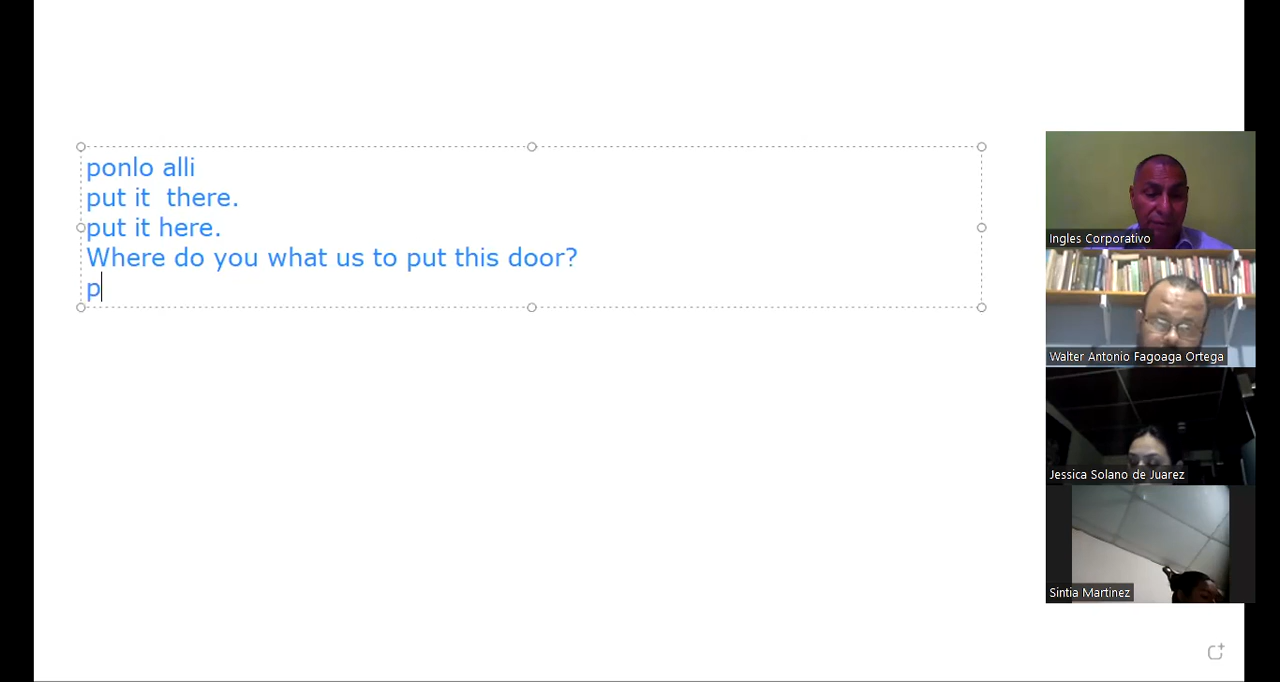 ponlo alli
put it  there.
put it here.
Where do you what us to put this door?
p
Ingles Corporativo
Walter Antonio Fagoaga Ortega
Jessica Solano de Juarez
Sintia Martinez